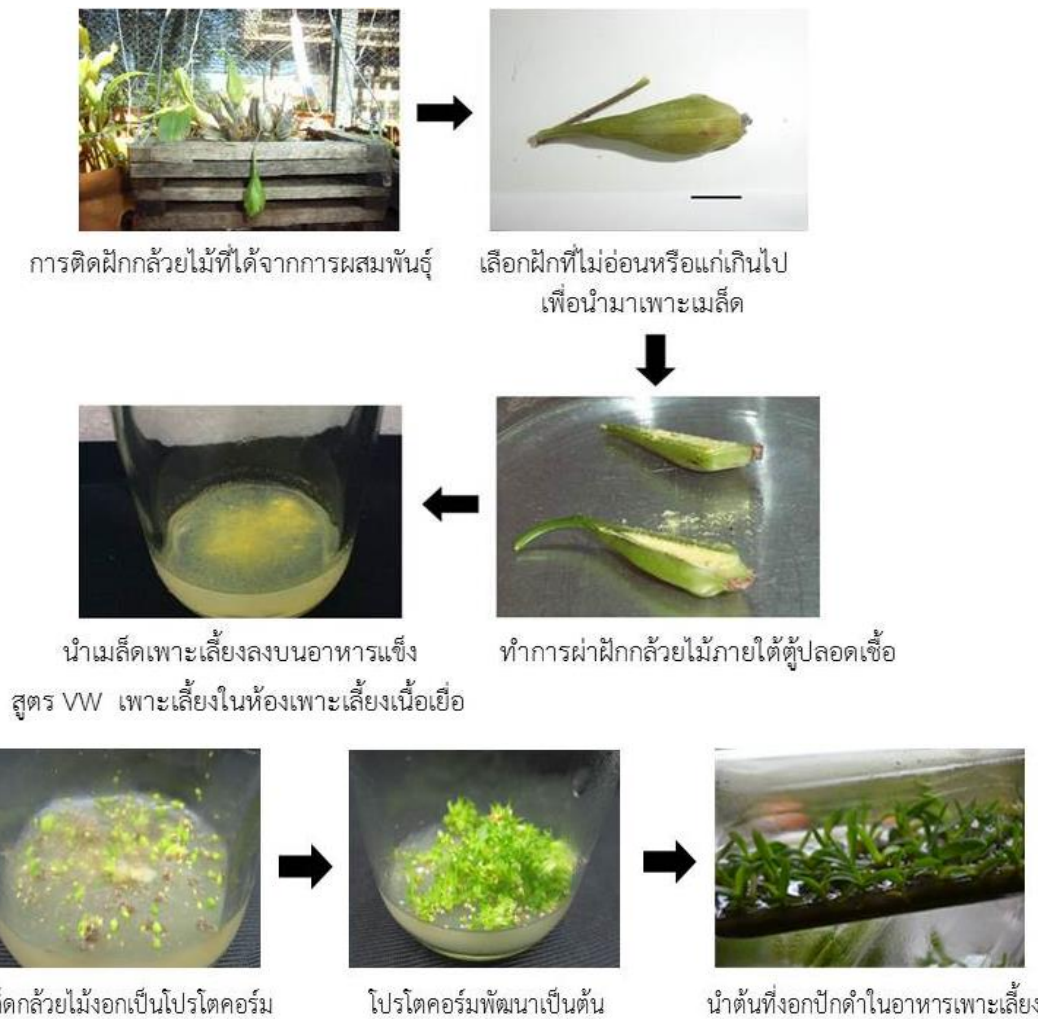 การติดฝักกล้วยไม้ที่ได้จากการผสมพันธุ์
เลือกฝักที่ไม่อ่อนหรือแก่เกินไป
เพื่อนำมาเพาะเมล็ด
นำเมล็ดเพาะเลี้ยงลงบนอาหารแข็ง
สูตร VW เพาะเลี้ยงในห้องเพาะเลี้ยงเนื้อเยื่อ
ทำการผ่าฝักกล้วยไม้ภายใต้ตู้ปลอดเชื้อ
ล็ดกล้วยไม้งอกเป็นโปรโตคอร์ม
โปรโตคอร์มพัฒนาเป็นต้น
นำต้นที่งอกปักดำในอาหารเพาะเลี้ยง